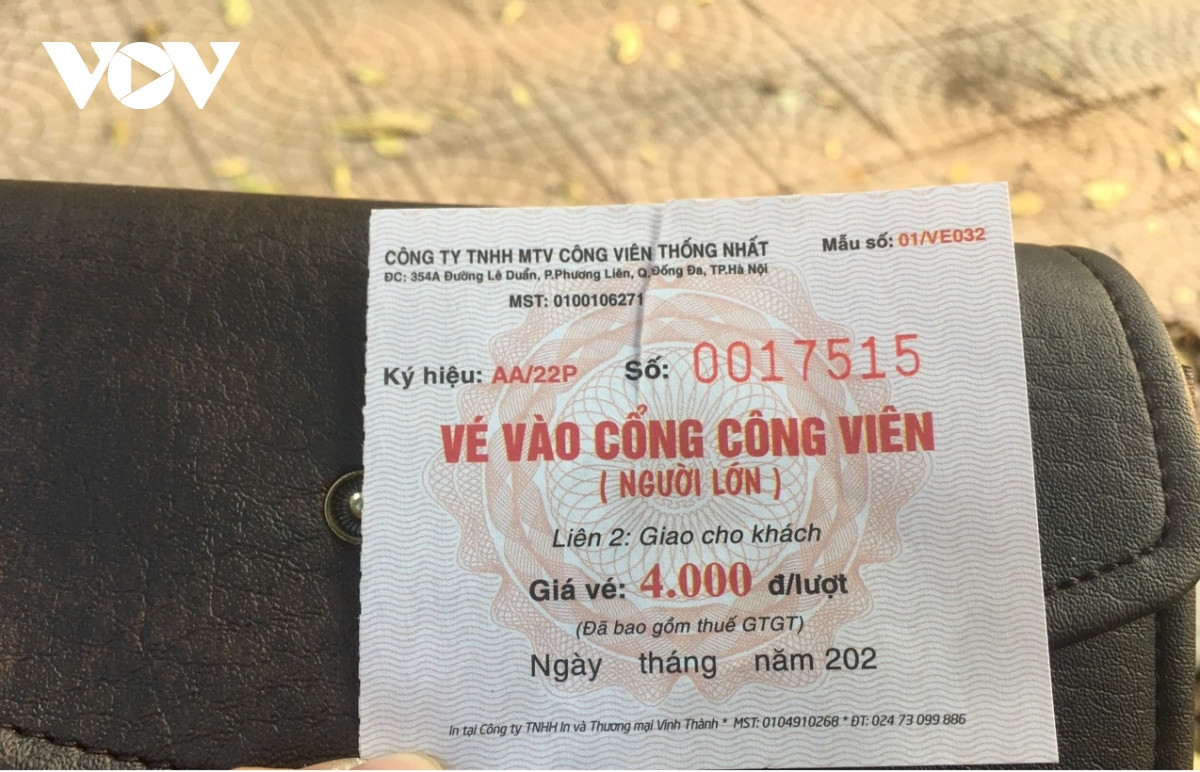 VOV
CÔNG TY TNHH MTV CÔNG VIÊN THỐNG NHẤT
Mẫu số: 01/VE032
ĐC: 354A Đường Lê Duẩn, P.Phương Liên, Q.Đống Đa, TP.Hà Nội
MST: 0100106271
Ký hiệu: AA/22P Số: 0017515
VÉ VÀO CỔNG CÔNG VIÊN
( NGƯỜI LỚN )
Liên 2: Giao cho khách
Giá vé: 4.000 đ/lượt
(Đã bao gồm thuế GTGT)
Ngày tháng năm 202
In tại Công ty TNHH In và Thương mại Vinh Thành * MST: 0104910268 * ĐT: 024 73 099 886